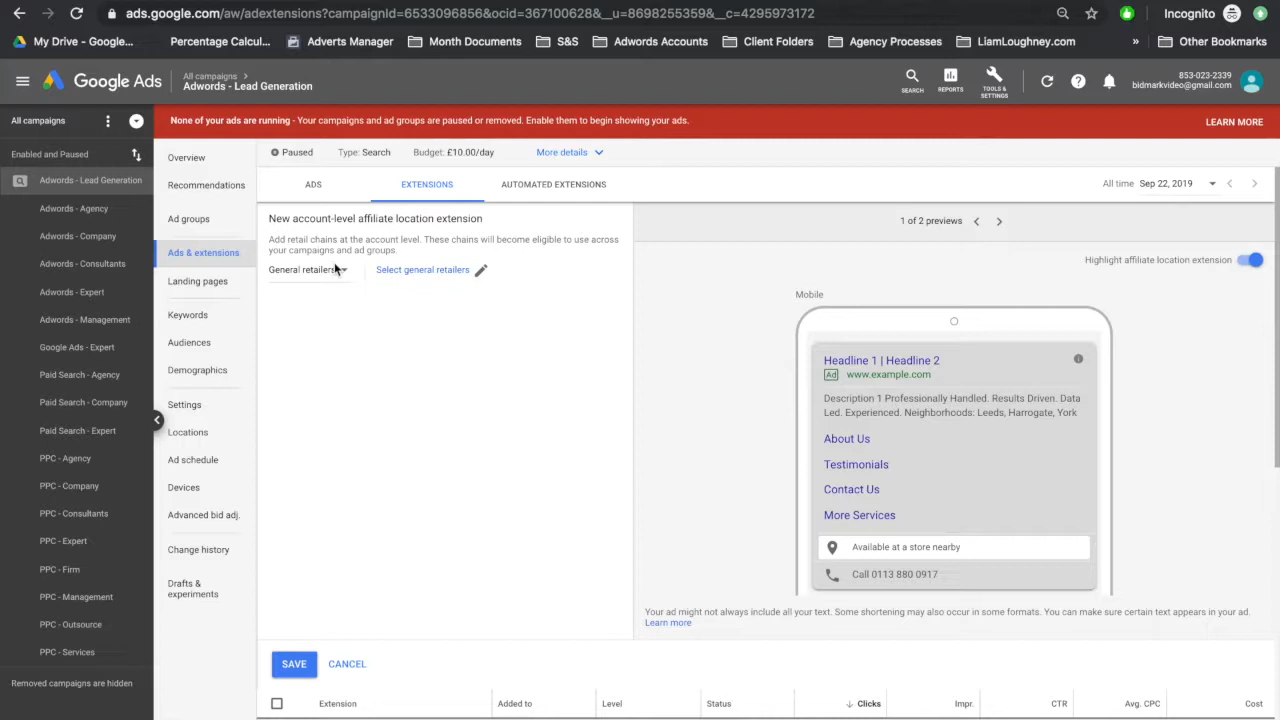 ads.google.com/aw/adextensions?campaignId=6533096856&ocid=367100628&__u=8698255359&__c=4295973172
Incognito
My Drive - Google...
Percentage Calcul...
Adverts Manager
Month Documents
S&S
Adwords Accounts
Client Folders
Agency Processes
LiamLoughney.com
»
Other Bookmarks
Google Ads
All campaigns >
Adwords - Lead Generation
SEARCH
REPORTS
TOOLS &
SETTINGS
853-023-2339
bidmarkvideo@gmail.com
All campaigns
None of your ads are running - Your campaigns and ad groups are paused or removed. Enable them to begin showing your ads.
LEARN MORE
Enabled and Paused
Adwords - Lead Generation
Adwords - Agency
Adwords - Company
Adwords - Consultants
Adwords - Expert
Adwords - Management
Google Ads - Expert
Paid Search - Agency
Paid Search - Company
Paid Search - Expert
PPC - Agency
PPC - Company
PPC - Consultants
PPC - Expert
PPC - Firm
PPC - Management
PPC - Outsource
PPC - Services
Removed campaigns are hidden
Overview
Recommendations
Ad groups
Ads & extensions
Landing pages
Keywords
Audiences
Demographics
Settings
Locations
Ad schedule
Devices
Advanced bid adj.
Change history
Drafts &
experiments
Paused
Type: Search
Budget: £10.00/day
More details
ADS
EXTENSIONS
AUTOMATED EXTENSIONS
All time Sep 22, 2019
New account-level affiliate location extension
Add retail chains at the account level. These chains will become eligible to use across
your campaigns and ad groups.
General retailers
Select general retailers
1 of 2 previews
Highlight affiliate location extension
Mobile
Headline 1 | Headline 2
Ad www.example.com
Description 1 Professionally Handled. Results Driven. Data
Led. Experienced. Neighborhoods: Leeds, Harrogate, York
About Us
Testimonials
Contact Us
More Services
Available at a store nearby
Call 0113 880 0917
Your ad might not always include all your text. Some shortening may also occur in some formats. You can make sure certain text appears in your ad.
Learn more
SAVE
CANCEL
Extension
Added to
Level
Status
Clicks
Impr.
CTR
Avg. CPC
Cost